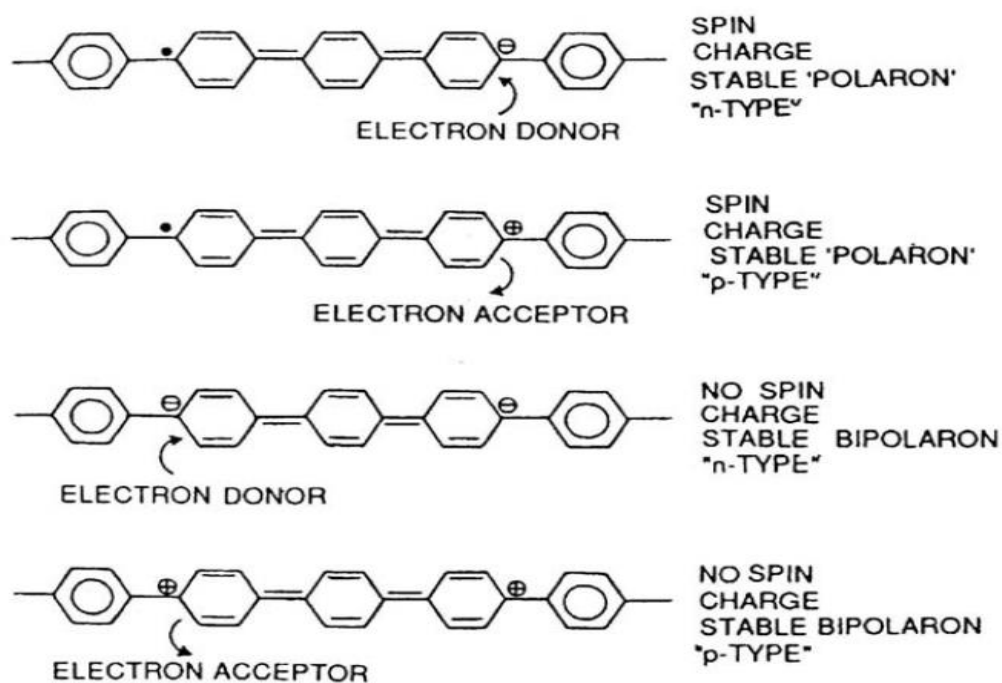 SPIN
CHARGE
STABLE 'POLARON'
"n-TYPE"
ELECTRON DONOR
SPIN
CHARGE
STABLE 'POLARON'
"p-TYPE"
ELECTRON ACCEPTOR
NO SPIN
CHARGE
STABLE BIPOLARON
"n-TYPE"
ELECTRON DONOR
NO SPIN
CHARGE
STABLE BIPOLARON
"p-TYPE"
ELECTRON ACCEPTOR